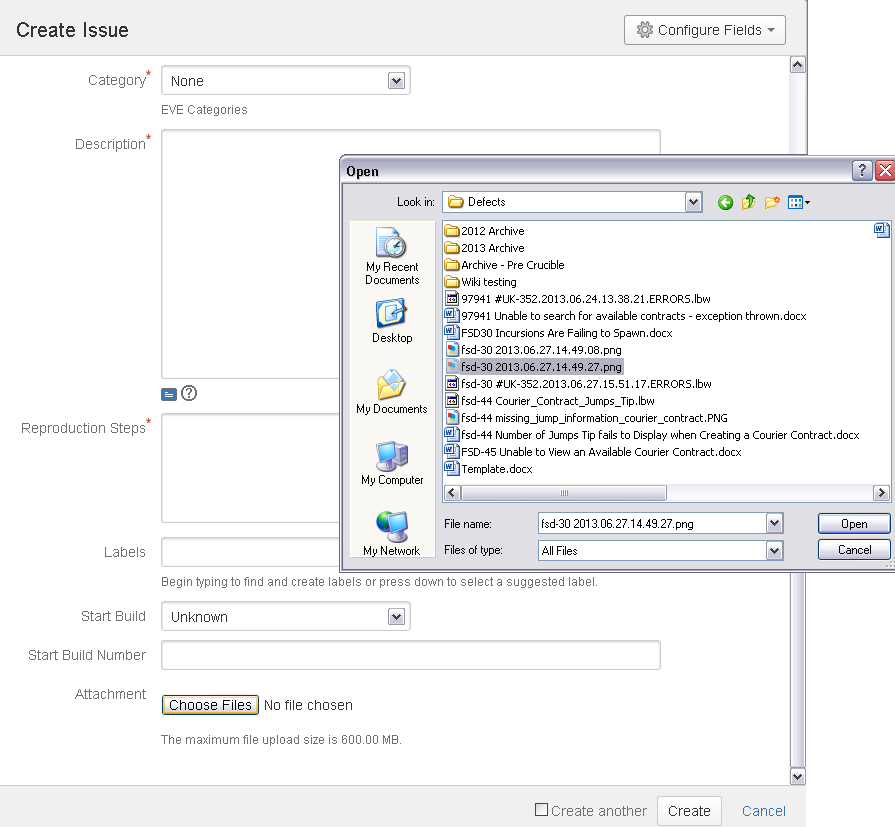 Create Issue
Configure Fields
Category*
None
EVE Categories
Description*
Open
Look in:
Defects
My Recent
Documents
Desktop
My Documents
My Computer
My Network
2012 Archive
2013 Archive
Archive - Pre Crucible
Wiki testing
97941 #UK-352.2013.06.24.13.38.21.ERRORS.lbw
97941 Unable to search for available contracts - exception thrown.docx
FSD30 Incursions Are Failing to Spawn.docx
fsd-30 2013.06.27.14.49.08.png
fsd-30 2013.06.27.14.49.27.png
fsd-30 #UK-352.2013.06.27.15.51.17.ERRORS.lbw
fsd-44 Courier_Contract_Jumps_Tip.lbw
fsd-44 missing_jump_information_courier_contract.PNG
fsd-44 Number of Jumps Tip fails to Display when Creating a Courier Contract.docx
FSD-45 Unable to View an Available Courier Contract.docx
Template.docx
File name:
fsd-30 2013.06.27.14.49.27.png
Open
Files of type:
All Files
Cancel
Reproduction Steps*
Labels
Begin typing to find and create labels or press down to select a suggested label.
Start Build
Unknown
Start Build Number
Attachment
Choose Files No file chosen
The maximum file upload size is 600.00 MB.
Create another
Create
Cancel